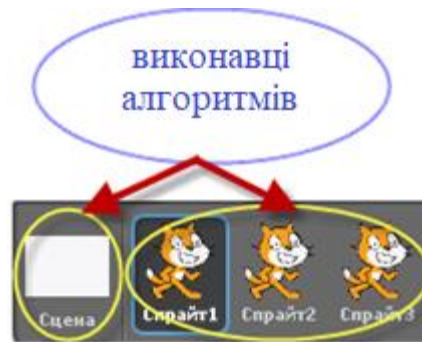 виконавці
алгоритмів
Сцена
Спрайт1
Спрайт2
Спрайт3